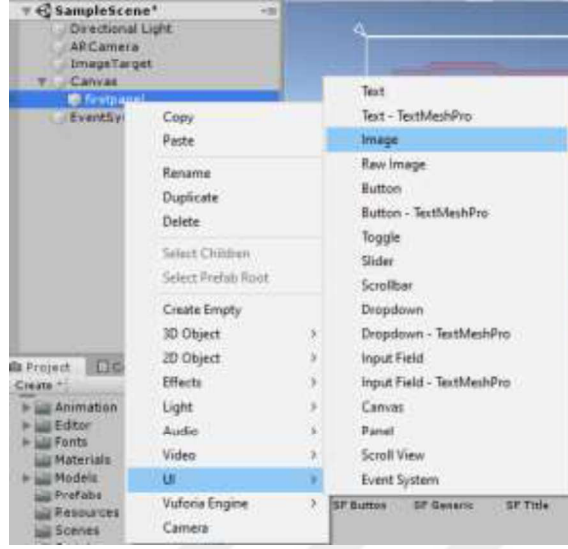 SampleScene*
Directional Light
ARCamera
ImageTarget
Canvas
firstpanel
EventSy
Copy
Paste
Rename
Duplicate
Delete
Select Children
Select Prefab Root
Create Empty
3D Object
2D Object
Effects
Light
Audio
Video
UI
Vuforia Engine
Camera
Text
Text - TextMeshPro
Image
Raw Image
Button
Button - TextMeshPro
Toggle
Slider
Scrollbar
Dropdown
Dropdown - TextMeshPro
Input Field
Input Field - TextMeshPro
Canvas
Panel
Scroll View
Event System
Project
Create
Animation
Editor
Fonts
Materials
Models
Prefabs
Resources
Scenes
SF Button SF Generic SF Title